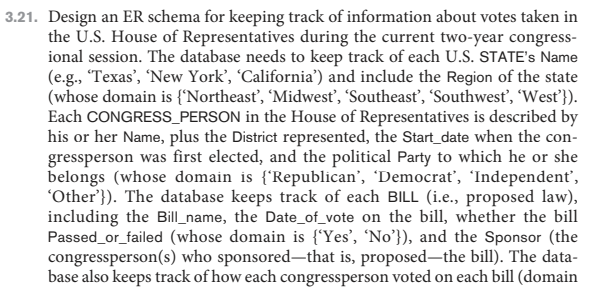 3.21. Design an ER schema for keeping track of information about votes taken in
the U.S. House of Representatives during the current two-year congress-
ional session. The database needs to keep track of each U.S. STATE's Name
(e.g., ‘Texas’, ‘New York’, ‘California’) and include the Region of the state
(whose domain is {‘Northeast’, ‘Midwest’, ‘Southeast’, ‘Southwest’, ‘West’}).
Each CONGRESS_PERSON in the House of Representatives is described by
his or her Name, plus the District represented, the Start_date when the con-
gressperson was first elected, and the political Party to which he or she
belongs (whose domain is {‘Republican’, ‘Democrat’, ‘Independent’,
‘Other’}). The database keeps track of each BILL (i.e., proposed law),
including the Bill_name, the Date_of_vote on the bill, whether the bill
Passed_or_failed (whose domain is {‘Yes’, ‘No’}), and the Sponsor (the
congressperson(s) who sponsored—that is, proposed—the bill). The data-
base also keeps track of how each congressperson voted on each bill (domain